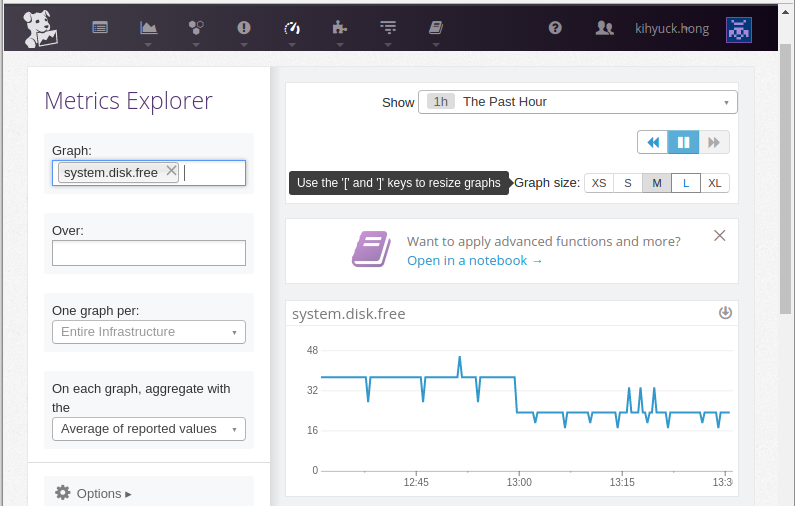 kihyuck.hong
Metrics Explorer
Graph:
system.disk.free
Over:
One graph per:
Entire Infrastructure
On each graph, aggregate with
the
Average of reported values
Options ▸
Show 1h The Past Hour
Use the '[' and ']' keys to resize graphs
Graph size: XS S M L XL
Want to apply advanced functions and more?
Open in a notebook →
system.disk.free
48
32
16
0
12:45 13:00 13:15 13:30